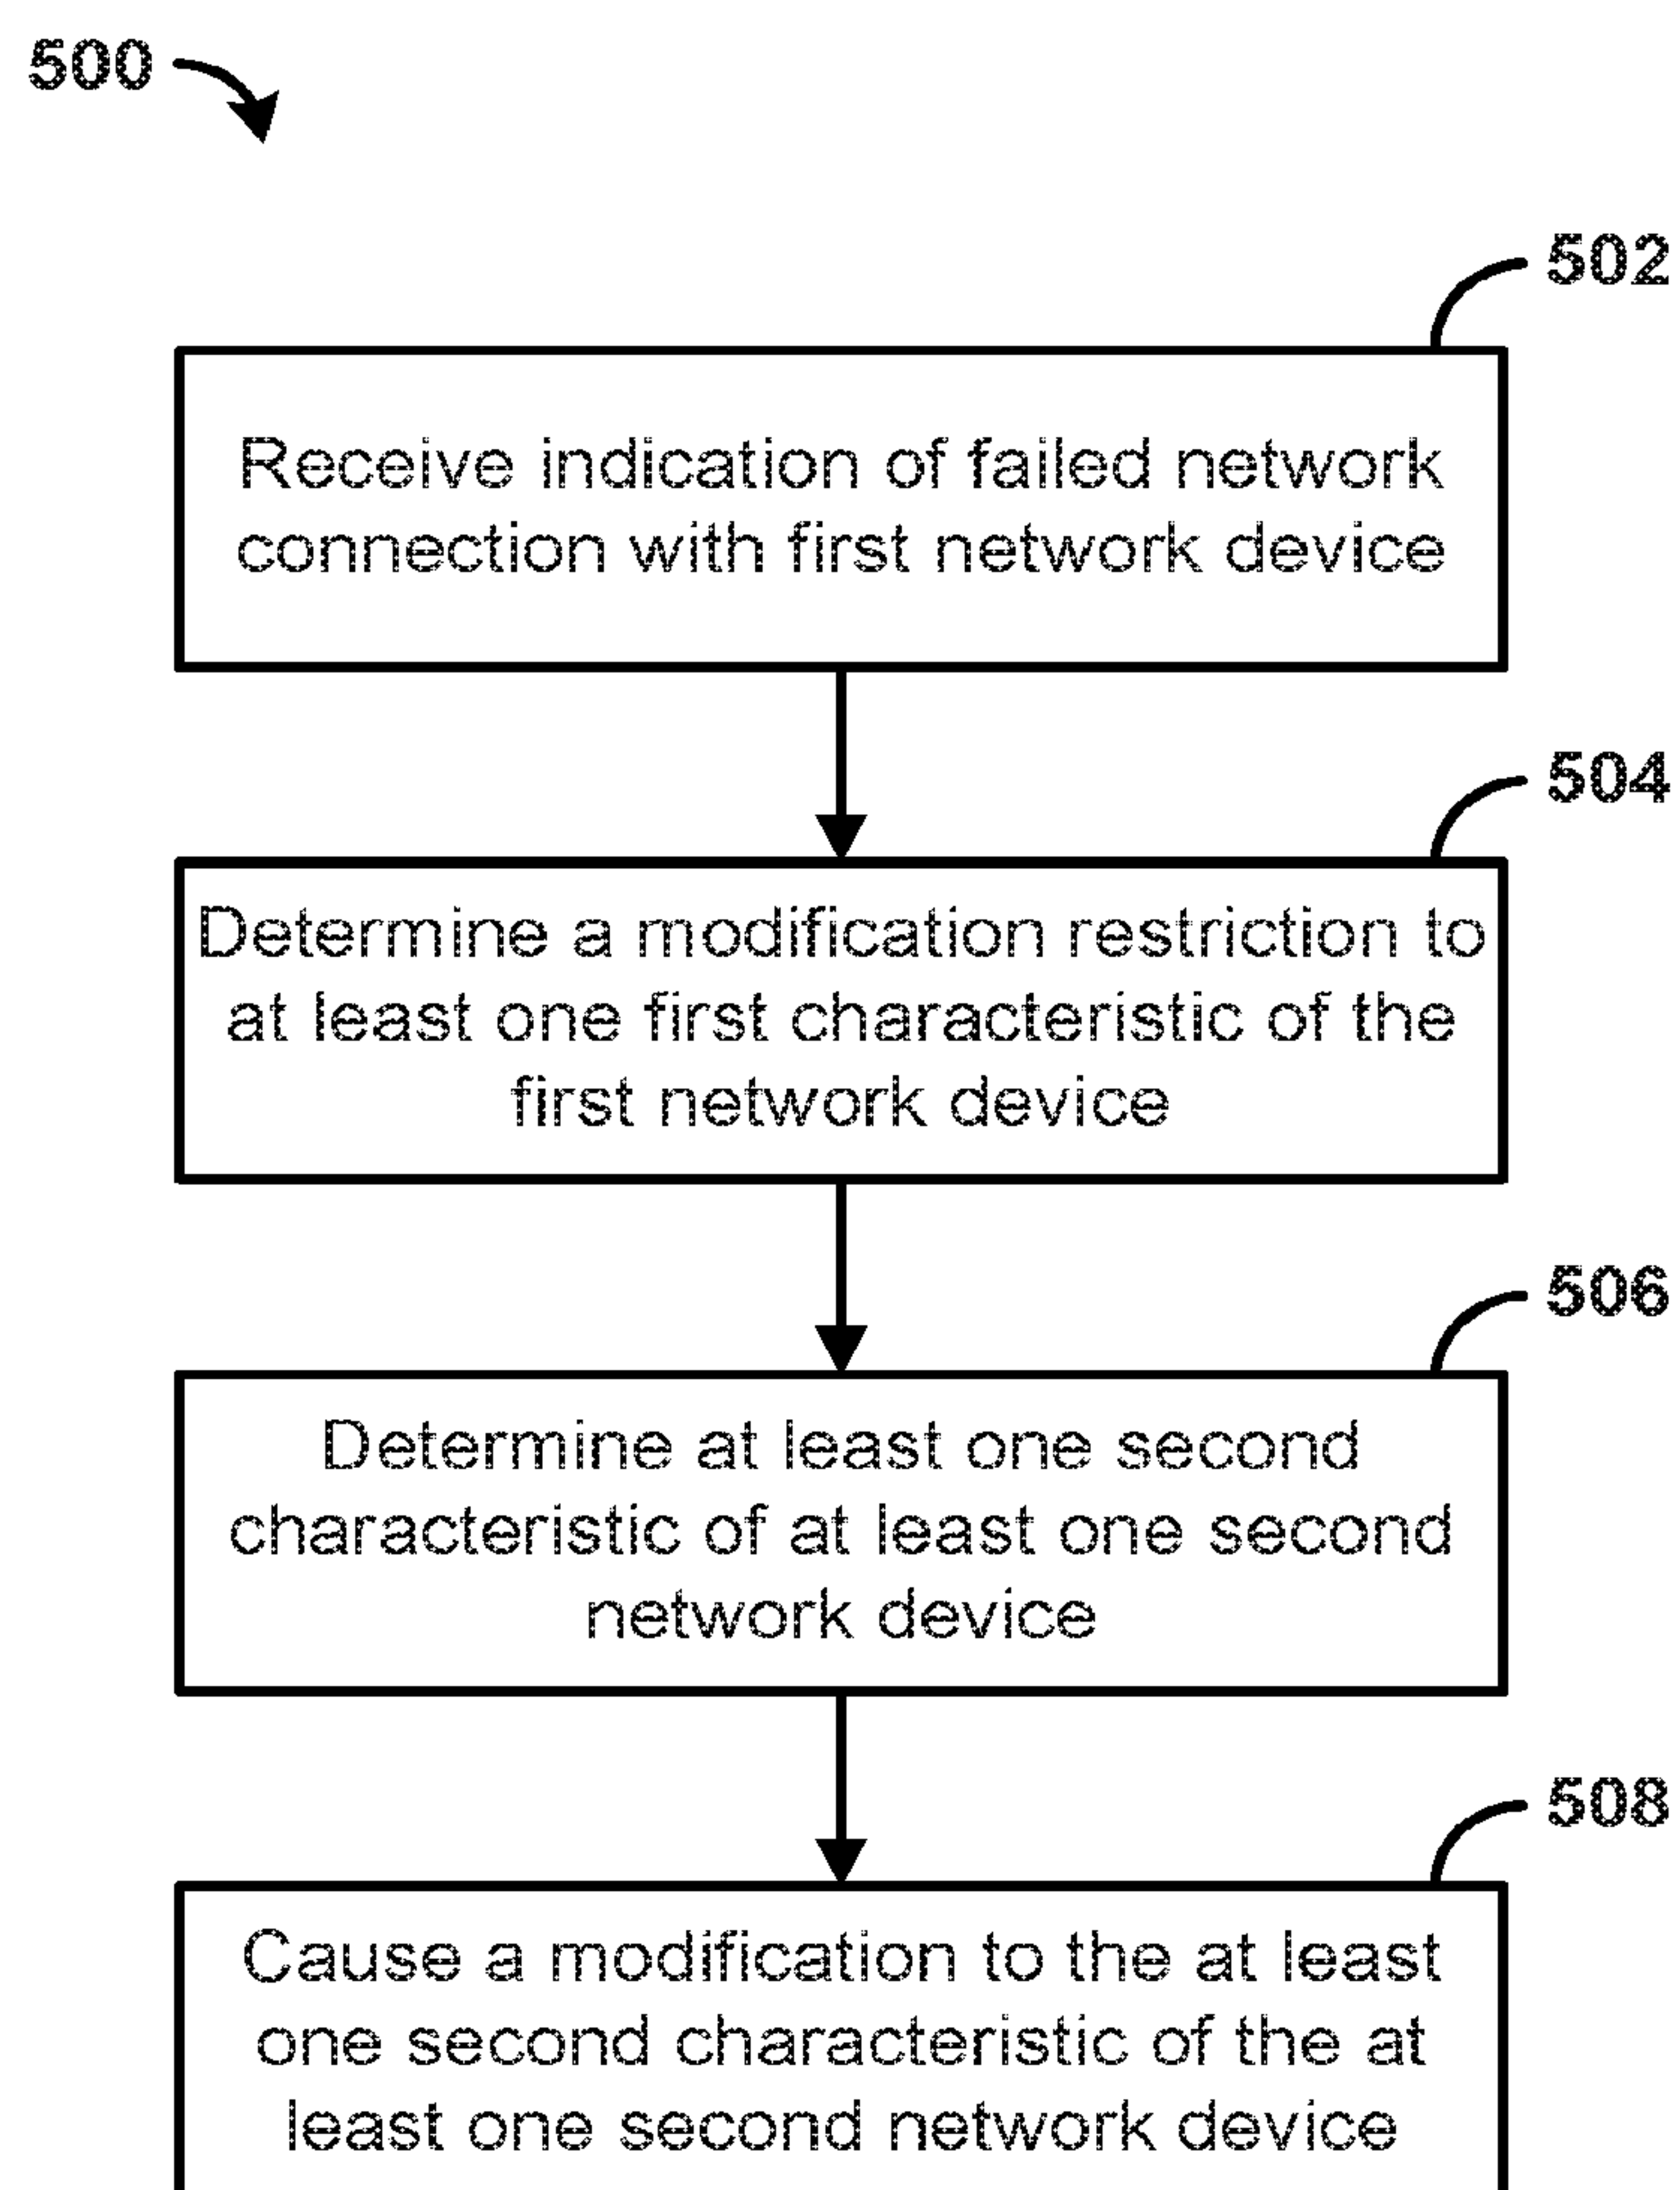 500
502
Receive indication of failed network
connection with first network device
504
Determine a modification restriction to
at least one first characteristic of the
first network device
506
Determine at least one second
characteristic of at least one second
network device
508
Cause a modification to the at least
one second characteristic of the at
least one second network device